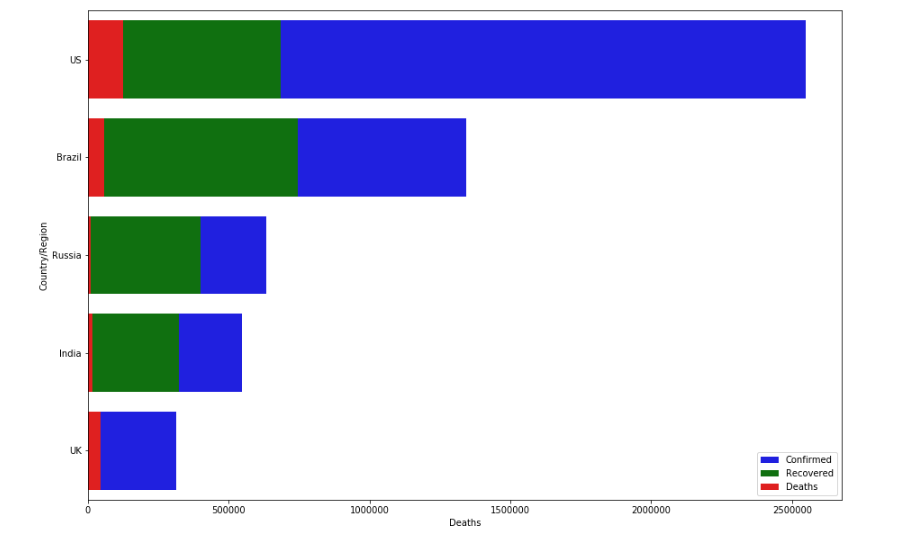 US
Brazil
Russia
India
UK
Country/Region
Confirmed
Recovered
Deaths
0
500000
1000000
1500000
2000000
2500000
Deaths